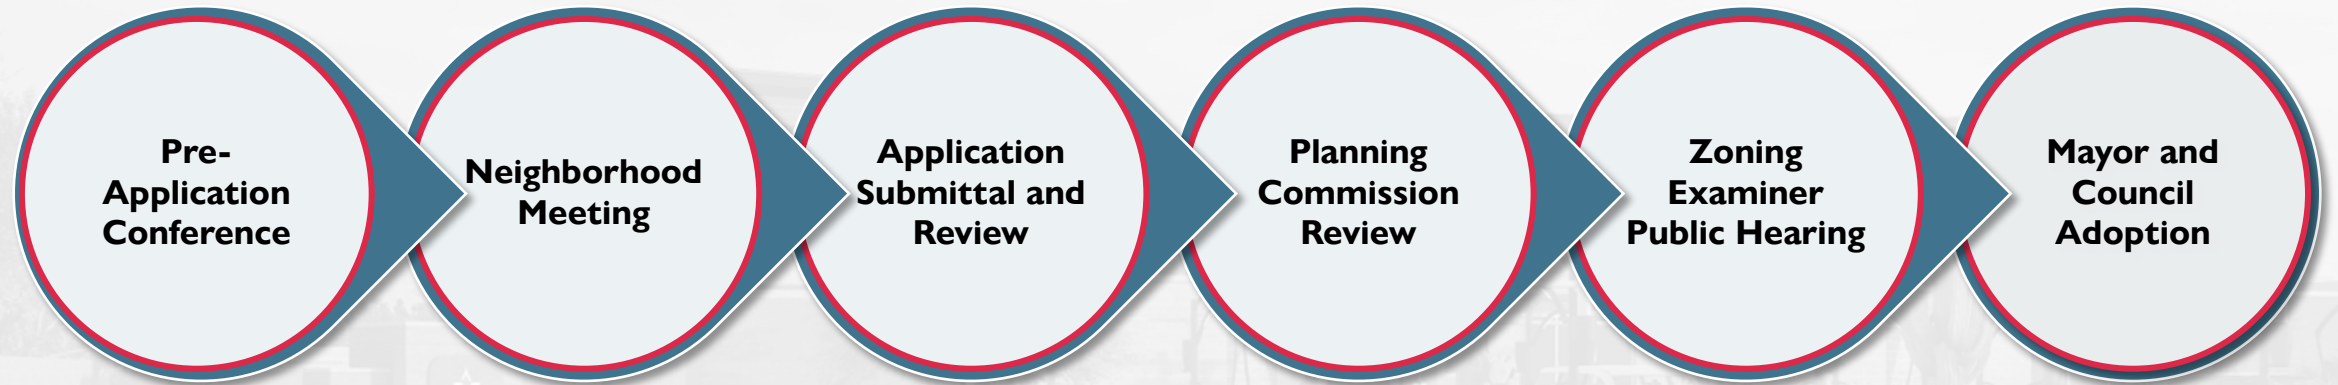 Pre-
Application
Conference
Neighborhood
Meeting
Application
Submittal and
Review
Planning
Commission
Review
Zoning
Examiner
Public Hearing
Mayor and
Council
Adoption